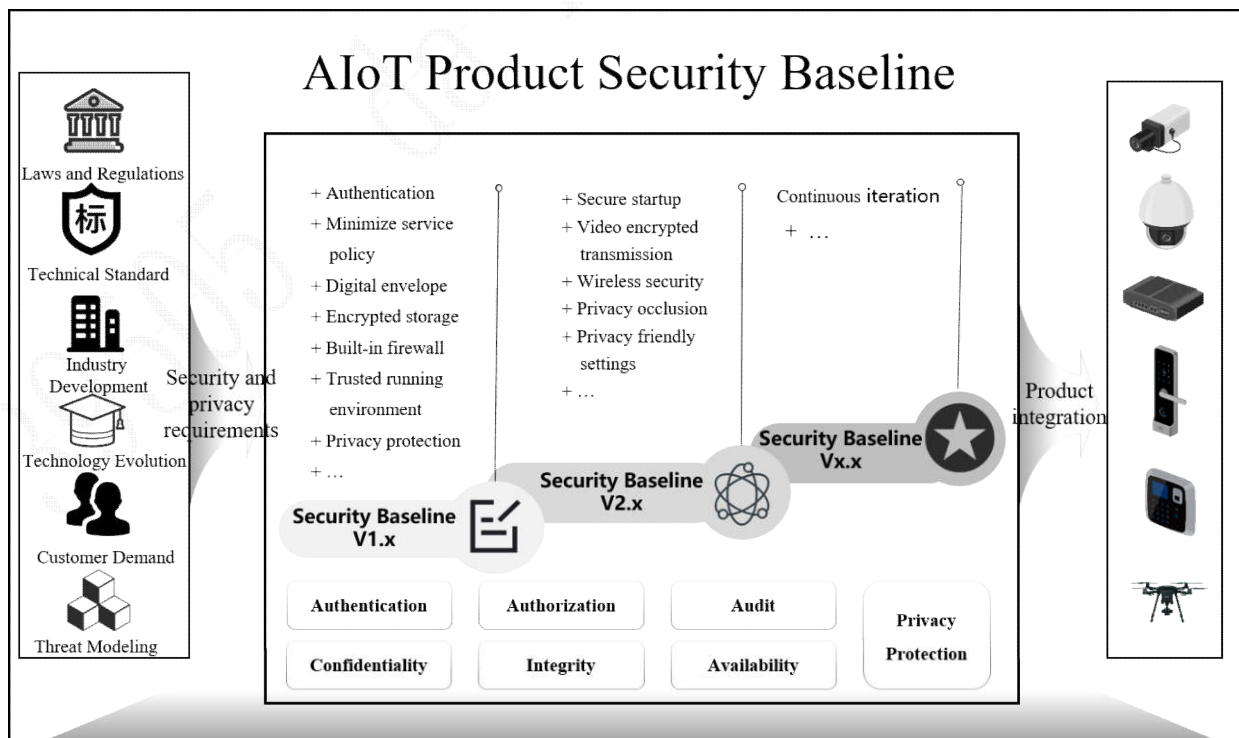 AIoT Product Security Baseline
Laws and Regulations
标
Technical Standard
Industry
Development
Technology Evolution
Customer Demand
Threat Modeling
Security and
privacy
requirements
+ Authentication
+ Minimize service
policy
+ Digital envelope
+ Encrypted storage
+ Built-in firewall
+ Trusted running
environment
+ Privacy protection
+ …
Security Baseline
V1.x
+ Secure startup
+ Video encrypted
transmission
+ Wireless security
+ Privacy occlusion
+ Privacy friendly
settings
+ …
Security Baseline
V2.x
Continuous iteration
+ …
Security Baseline
Vx.x
Authentication
Authorization
Audit
Confidentiality
Integrity
Availability
Privacy
Protection
Product
integration